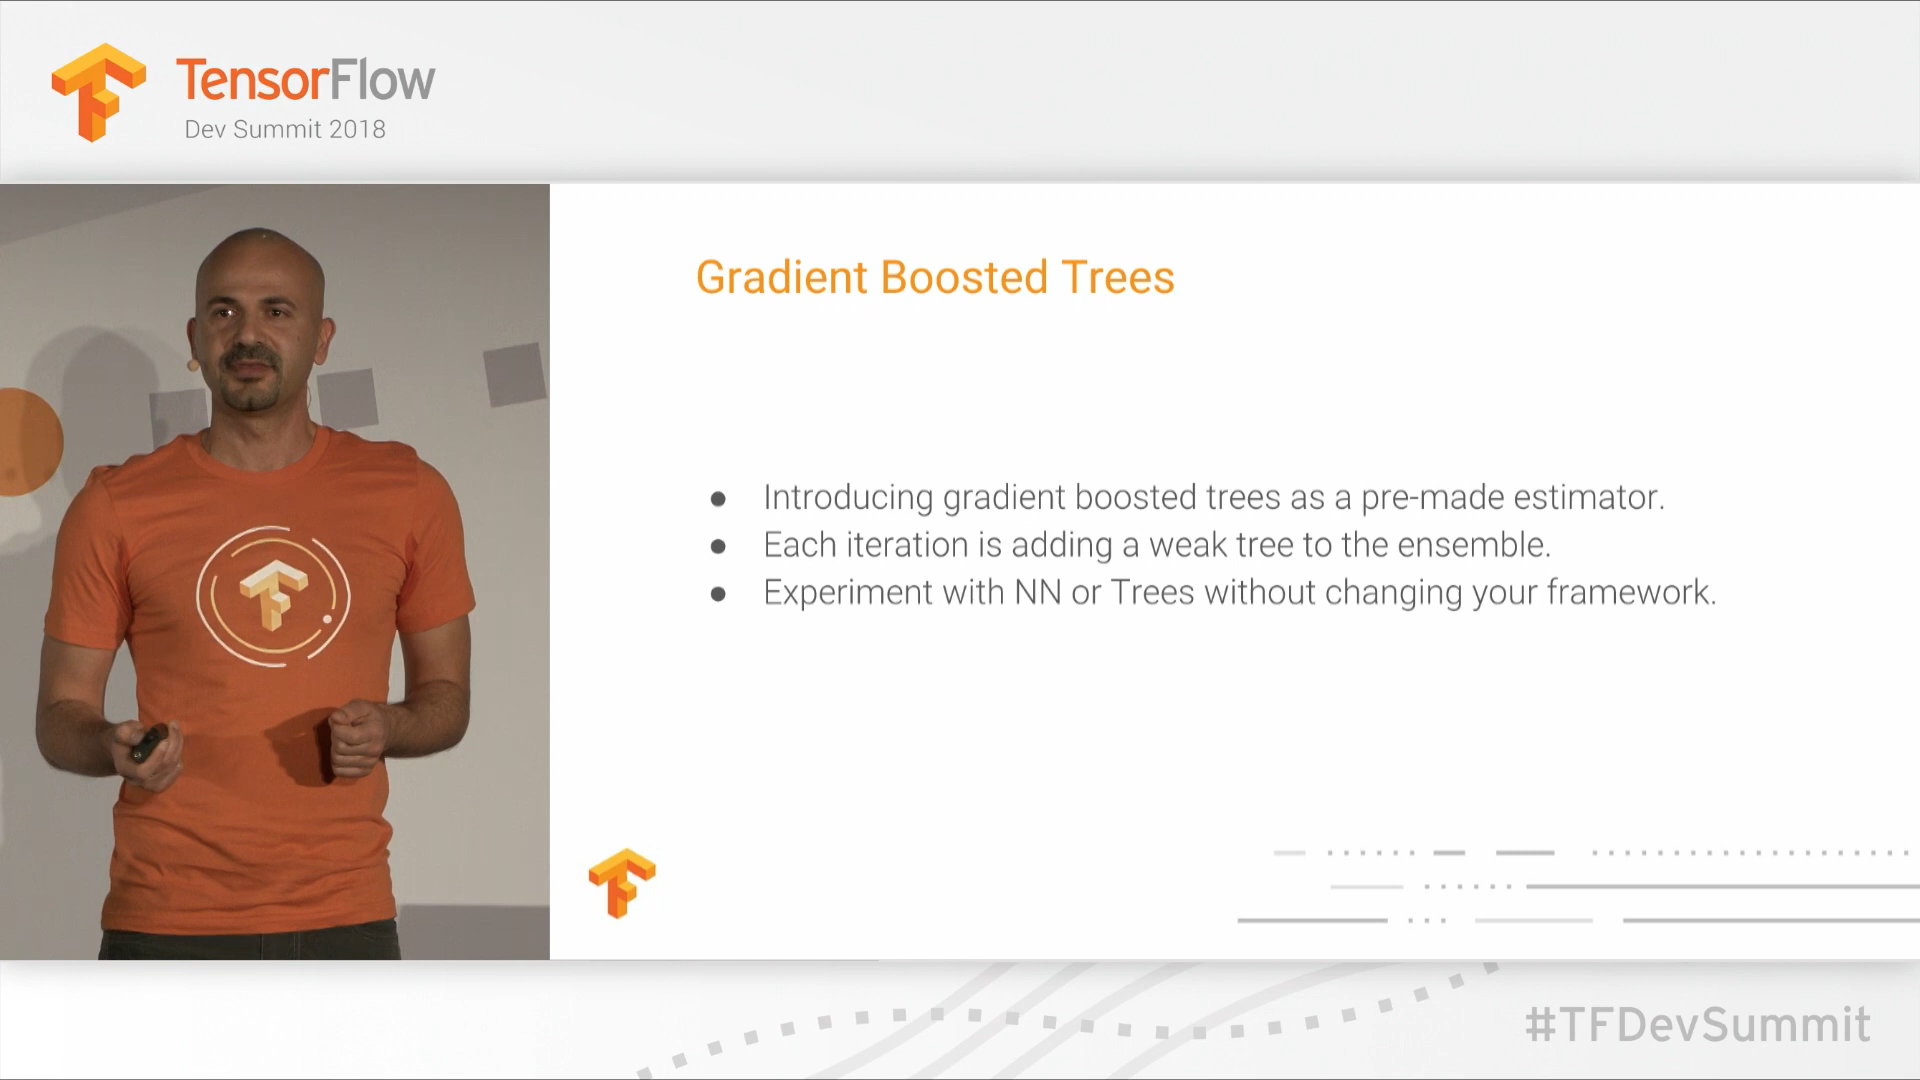 TensorFlow
Dev Summit 2018
Gradient Boosted Trees
● Introducing gradient boosted trees as a pre-made estimator.
● Each iteration is adding a weak tree to the ensemble.
● Experiment with NN or Trees without changing your framework.
#TFDevSummit